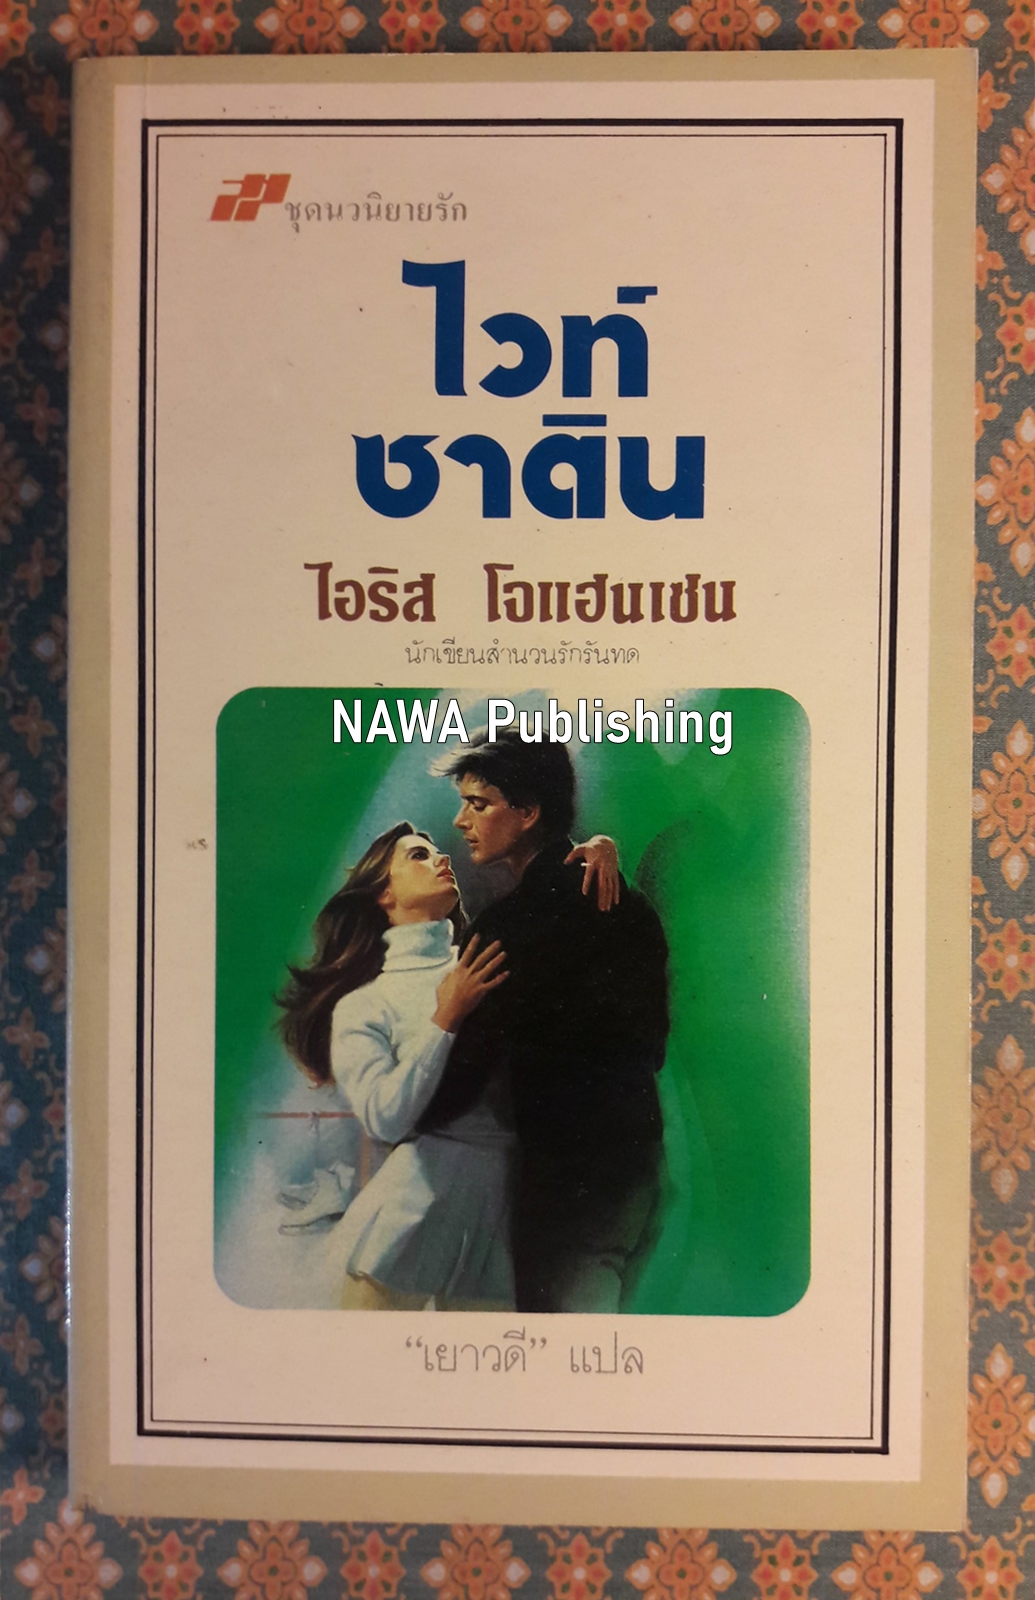 ชุดนวนิยายรัก
ไวท์
ซาติน
ไอริส โจแฮนเซน
นักเขียนสำนวนรักรันทด
NAWA Publishing
“เยาวดี” แปล